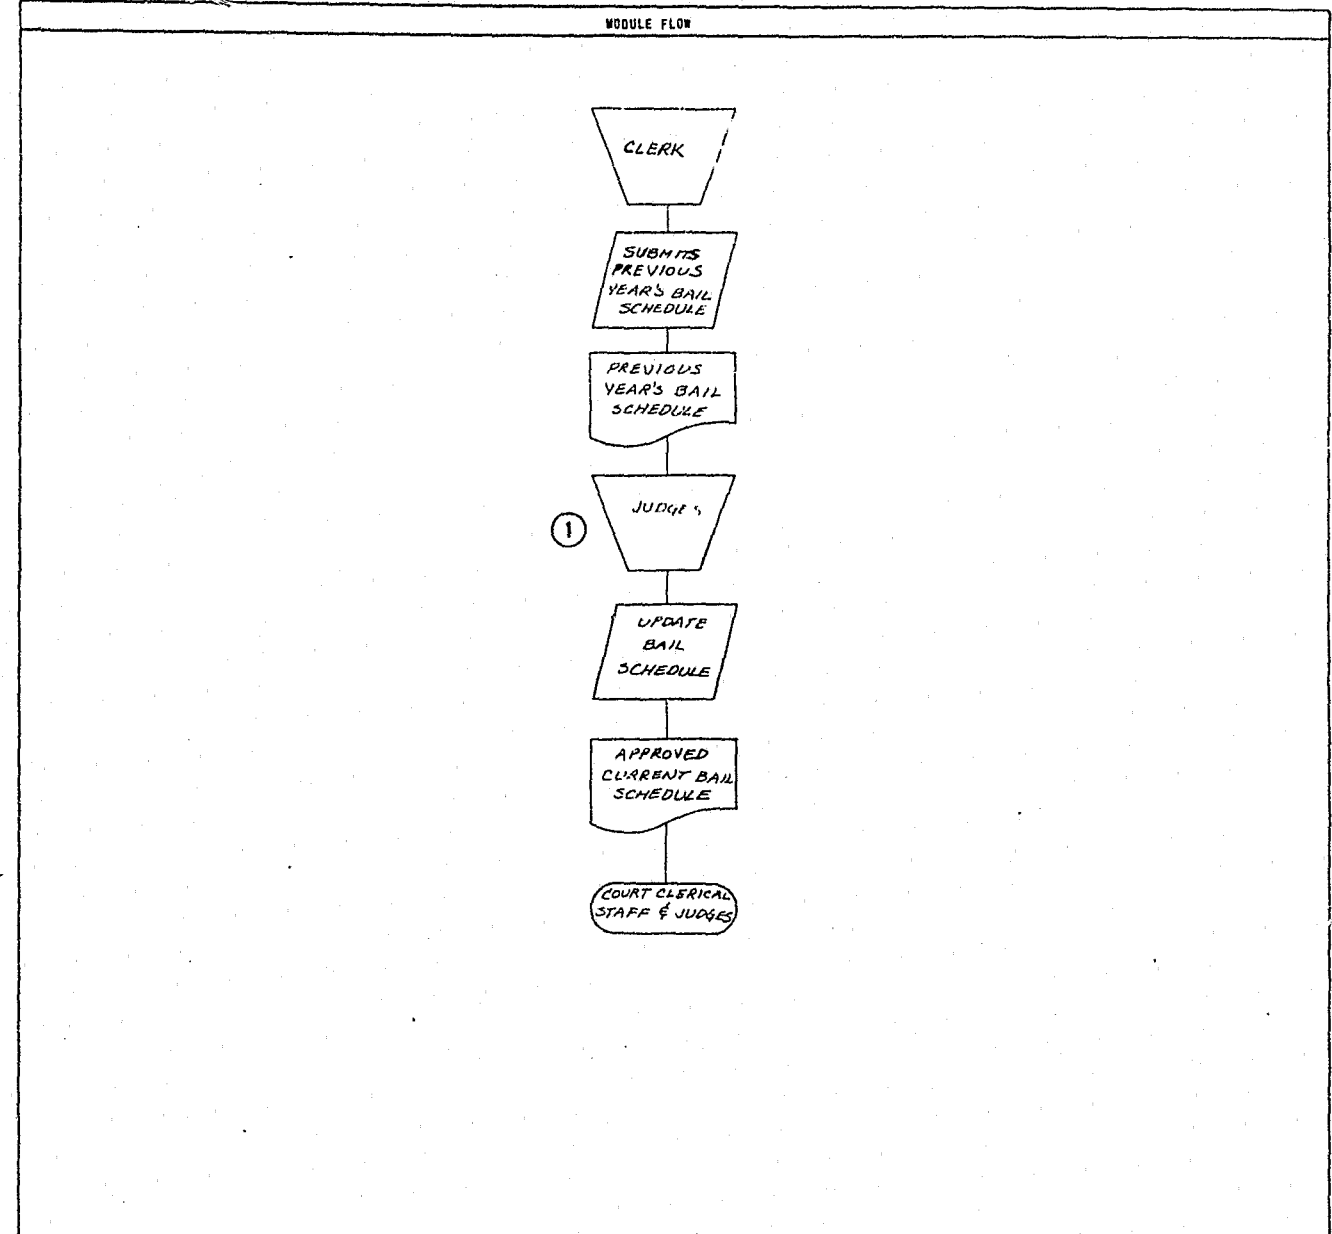 MODULE FLOW
CLERK
SUBMITS
PREVIOUS
YEAR'S BAIL
SCHEDULE
PREVIOUS
YEAR'S BAIL
SCHEDULE
JUDGES
1
UPDATE
BAIL
SCHEDULE
APPROVED
CURRENT BAIL
SCHEDULE
COURT CLERICAL
STAFF & JUDGES